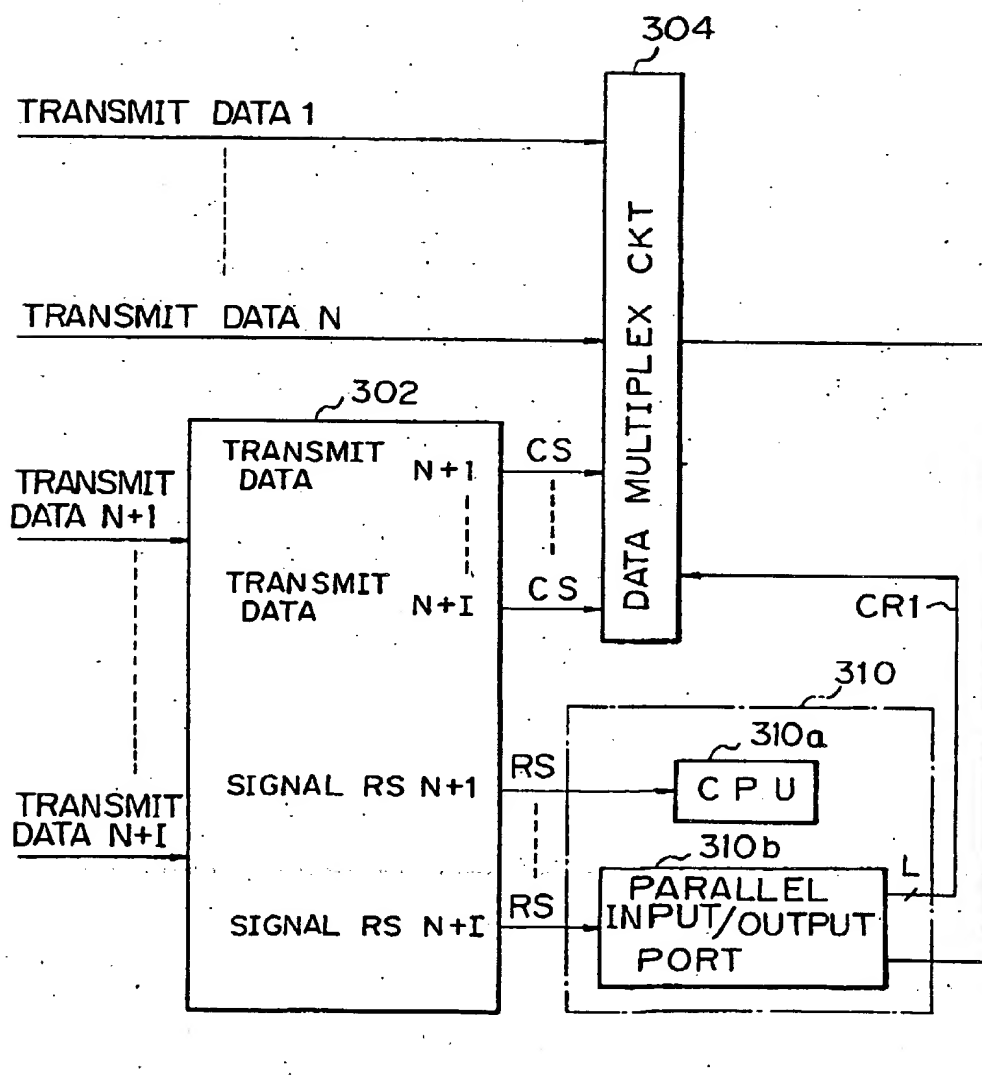 304
TRANSMIT DATA 1
TRANSMIT DATA N
DATA MULTIPLEX CKT
302
TRANSMIT
DATA
N+1
CS
TRANSMIT
DATA N+1
TRANSMIT
DATA
N+I
CS
CR1
310
310a
SIGNAL RS N+1
RS
CPU
TRANSMIT
DATA N+I
310b
L
SIGNAL RS N+I
RS
PARALLEL
INPUT/OUTPUT
PORT